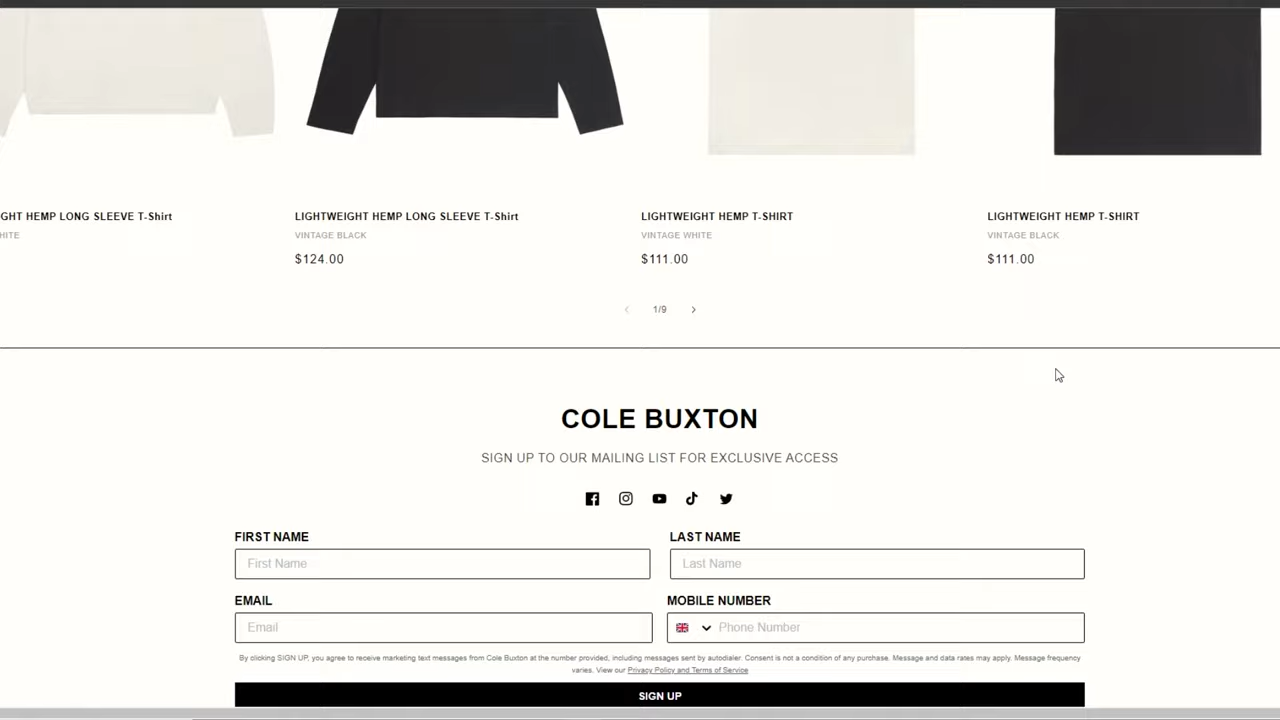 GHT HEMP LONG SLEEVE T-Shirt
HITE
LIGHTWEIGHT HEMP LONG SLEEVE T-Shirt
VINTAGE BLACK
$124.00
LIGHTWEIGHT HEMP T-SHIRT
VINTAGE WHITE
$111.00
LIGHTWEIGHT HEMP T-SHIRT
VINTAGE BLACK
$111.00
1/9
COLE BUXTON
SIGN UP TO OUR MAILING LIST FOR EXCLUSIVE ACCESS
FIRST NAME
First Name
LAST NAME
Last Name
EMAIL
Email
MOBILE NUMBER
Phone Number
By clicking SIGN UP, you agree to receive marketing text messages from Cole Buxton at the number provided, including messages sent by autodialer. Consent is not a condition of any purchase. Message and data rates may apply. Message frequency
varies. View our Privacy Policy and Terms of Service
SIGN UP